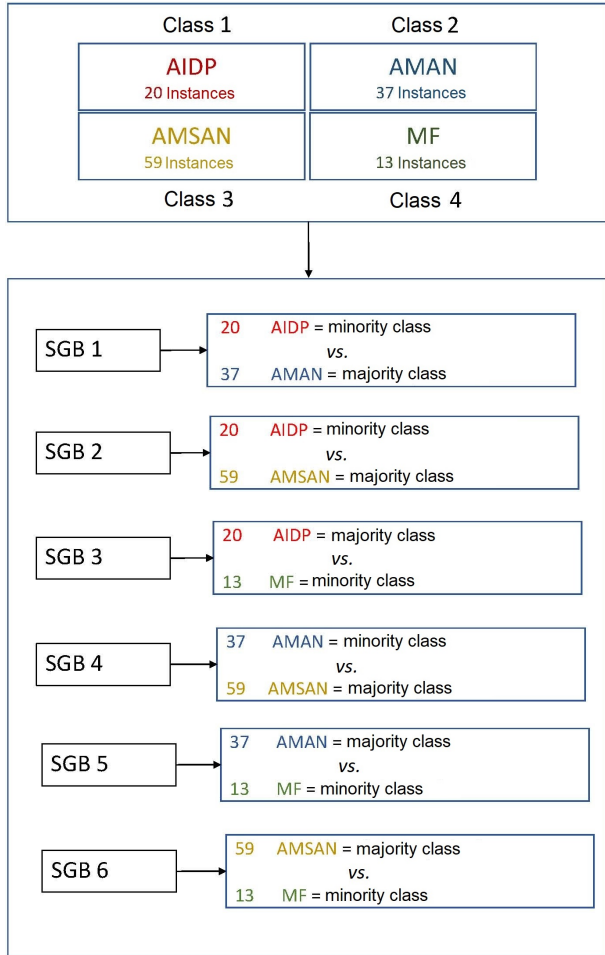 Class 1 Class 2
AIDP AMAN
20 Instances 37 Instances
AMSAN MF
59 Instances 13 Instances
Class 3 Class 4
SGB 1
20 AIDP = minority class
vs.
37 AMAN = majority class
SGB 2
20 AIDP = minority class
vs.
59 AMSAN = majority class
SGB 3
20 AIDP = majority class
vs.
13 MF = minority class
SGB 4
37 AMAN = minority class
vs.
59 AMSAN = majority class
SGB 5
37 AMAN = majority class
vs.
13 MF = minority class
SGB 6
59 AMSAN = majority class
vs.
13 MF = minority class